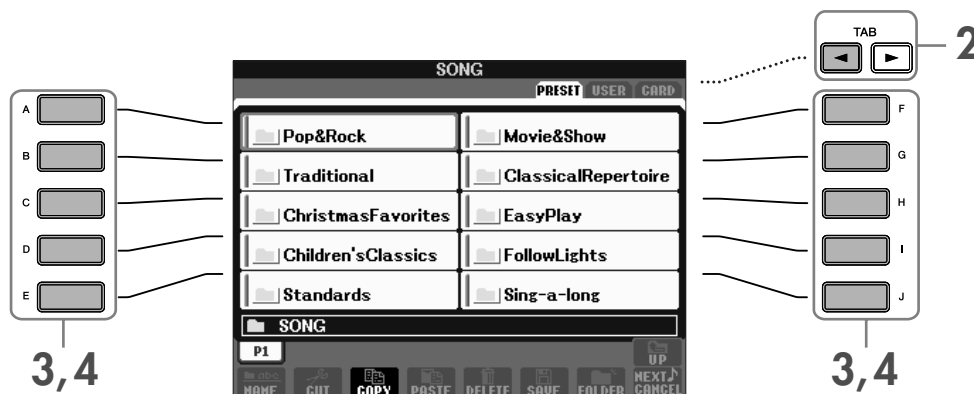 TAB
2
SONG
PRESET USER CARD
A
B
C
D
E
Pop&Rock
Traditional
ChristmasFavorites
Children'sClassics
Standards
Movie&Show
ClassicalRepertoire
EasyPlay
FollowLights
Sing-a-long
F
G
H
I
J
SONG
P1
UP
NAME CUT COPY PASTE DELETE SAVE FOLDER NEXT♪ CANCEL
3,4
3,4